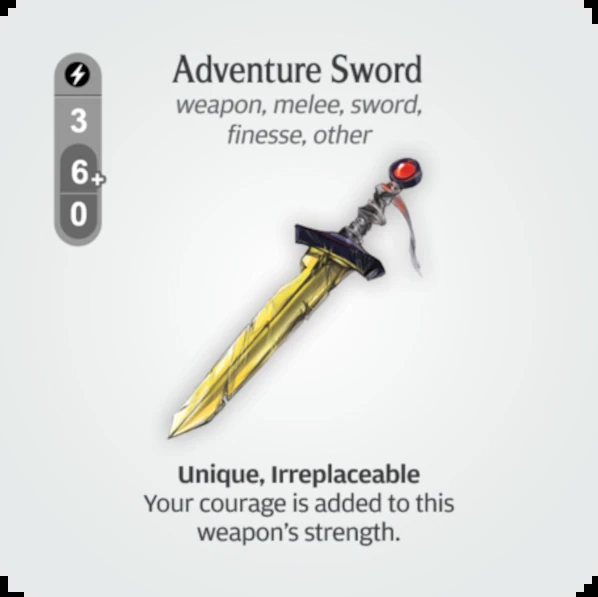 Adventure Sword
weapon, melee, sword,
finesse, other
3
6+
0
Unique, Irreplaceable
Your courage is added to this
weapon's strength.